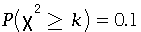 P(χ² ≥ k) = 0.1